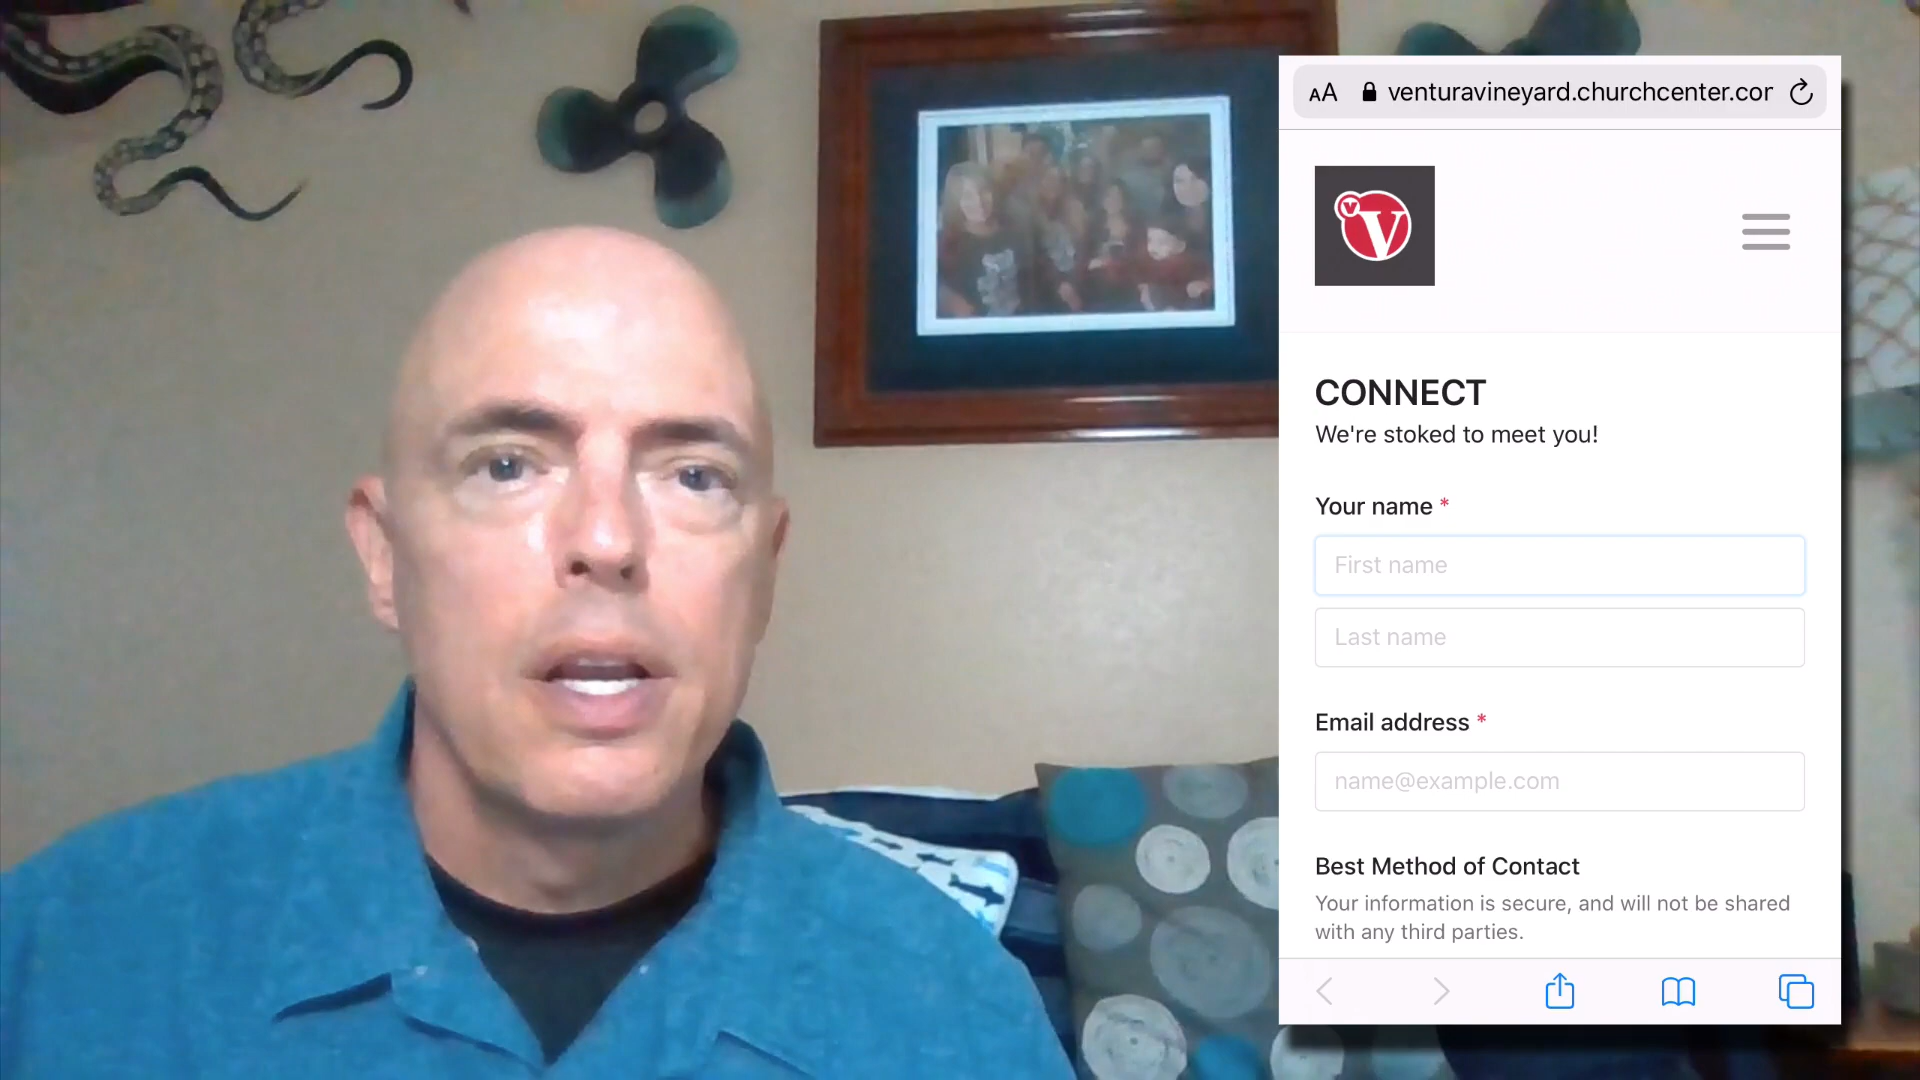 AA venturavineyard.churchcenter.cor
V V
CONNECT
We're stoked to meet you!
Your name *
First name
Last name
Email address *
name@example.com
Best Method of Contact
Your information is secure, and will not be shared
with any third parties.